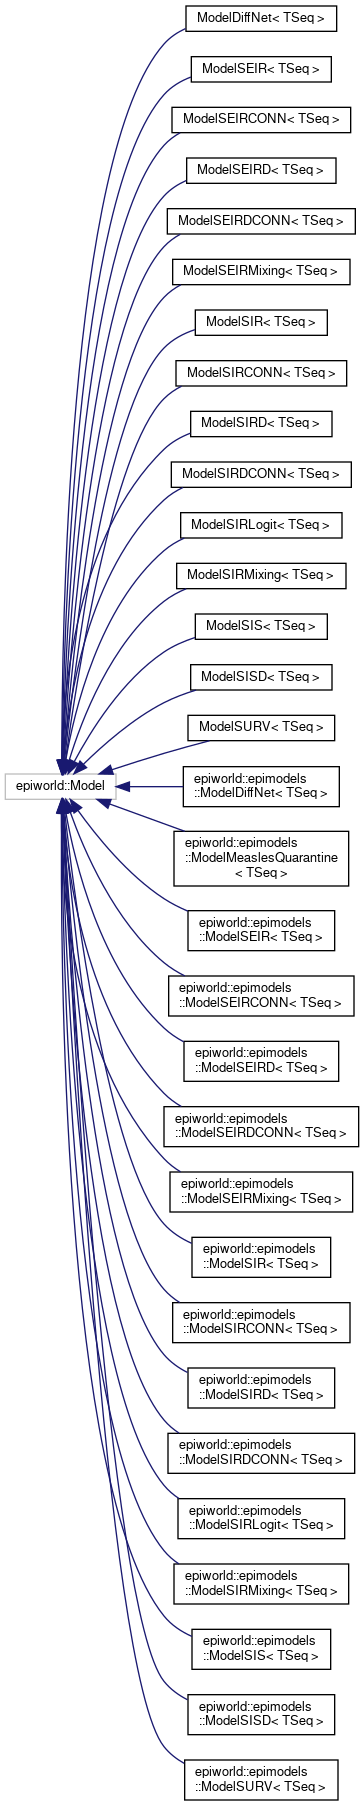 ModelDiffNet< TSeq >
ModelSEIR< TSeq >
ModelSEIRCONN< TSeq >
ModelSEIRD< TSeq >
ModelSEIRDCONN< TSeq >
ModelSEIRMixing< TSeq >
ModelSIR< TSeq >
ModelSIRCONN< TSeq >
ModelSIRD< TSeq >
ModelSIRDCONN< TSeq >
ModelSIRLogit< TSeq >
ModelSIRMixing< TSeq >
ModelSIS< TSeq >
ModelSISD< TSeq >
ModelSURV< TSeq >
epiworld::Model
epiworld::epimodels
::ModelDiffNet< TSeq >
epiworld::epimodels
::ModelMeaslesQuarantine
< TSeq >
epiworld::epimodels
::ModelSEIR< TSeq >
epiworld::epimodels
::ModelSEIRCONN< TSeq >
epiworld::epimodels
::ModelSEIRD< TSeq >
epiworld::epimodels
::ModelSEIRDCONN< TSeq >
epiworld::epimodels
::ModelSEIRMixing< TSeq >
epiworld::epimodels
::ModelSIR< TSeq >
epiworld::epimodels
::ModelSIRCONN< TSeq >
epiworld::epimodels
::ModelSIRD< TSeq >
epiworld::epimodels
::ModelSIRDCONN< TSeq >
epiworld::epimodels
::ModelSIRLogit< TSeq >
epiworld::epimodels
::ModelSIRMixing< TSeq >
epiworld::epimodels
::ModelSIS< TSeq >
epiworld::epimodels
::ModelSISD< TSeq >
epiworld::epimodels
::ModelSURV< TSeq >